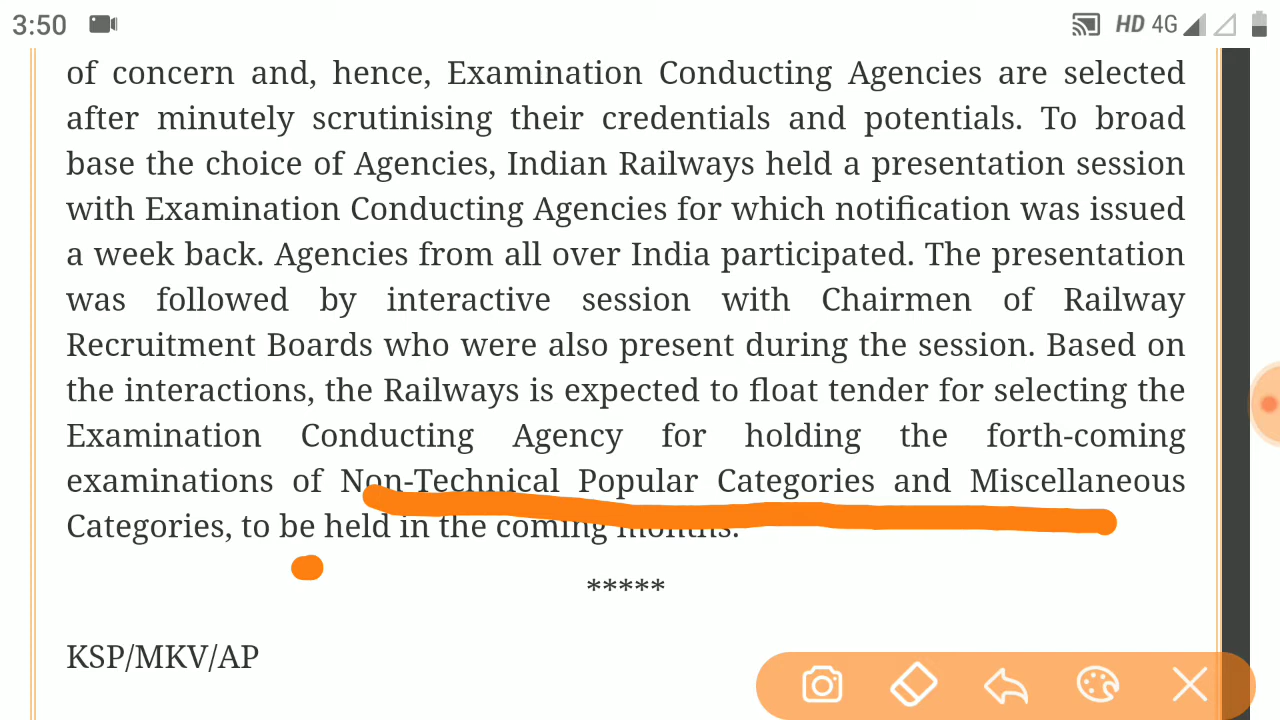 3:50 HD 4G
of concern and, hence, Examination Conducting Agencies are selected
after minutely scrutinising their credentials and potentials. To broad
base the choice of Agencies, Indian Railways held a presentation session
with Examination Conducting Agencies for which notification was issued
a week back. Agencies from all over India participated. The presentation
was followed by interactive session with Chairmen of Railway
Recruitment Boards who were also present during the session. Based on
the interactions, the Railways is expected to float tender for selecting the
Examination Conducting Agency for holding the forth-coming
examinations of Non-Technical Popular Categories and Miscellaneous
Categories, to be held in the coming months.
*****
KSP/MKV/AP